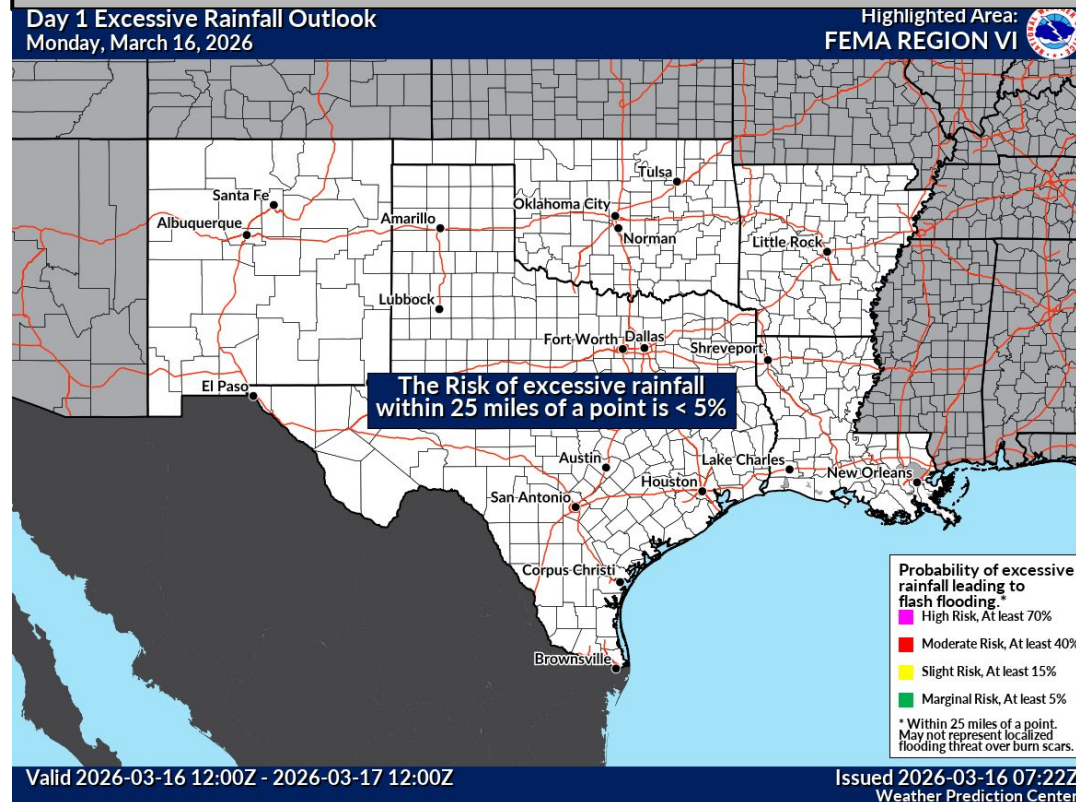 Day 1 Excessive Rainfall Outlook
Monday, March 16, 2026
Highlighted Area:
FEMA REGION VI
Tulsa
Santa Fe
Oklahoma City
Albuquerque
Amarillo
Norman
Little Rock
Lubbock
Fort Worth
Dallas
Shreveport
El Paso
The Risk of excessive rainfall
within 25 miles of a point is < 5%
Austin
Lake Charles
Houston
New Orleans
San Antonio
Corpus Christi
Brownsville
Probability of excessive
rainfall leading to
flash flooding.*
High Risk, At least 70%
Moderate Risk, At least 40%
Slight Risk, At least 15%
Marginal Risk, At least 5%
* Within 25 miles of a point.
May not represent localized
flooding threat over burn scars.
Valid 2026-03-16 12:00Z - 2026-03-17 12:00Z
Issued 2026-03-16 07:22Z
Weather Prediction Center